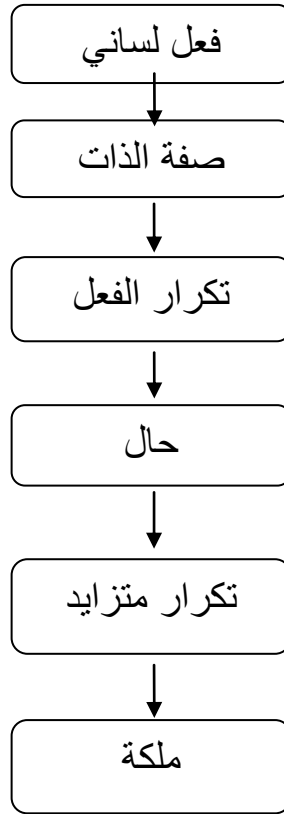 فعل لساني
صفة الذات
تكرار الفعل
حال
تكرار متزايد
ملكة